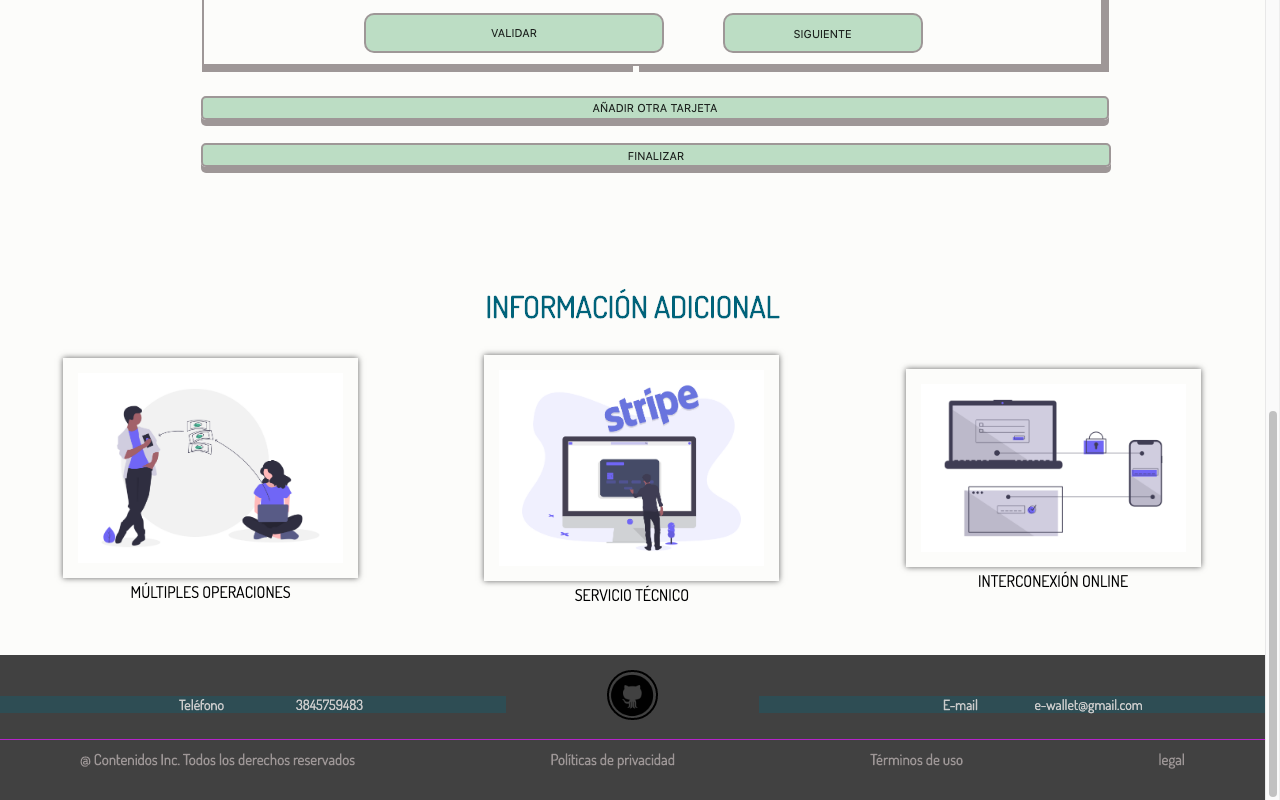 VALIDAR
SIGUIENTE
AÑADIR OTRA TARJETA
FINALIZAR
INFORMACIÓN ADICIONAL
stripe
MÚLTIPLES OPERACIONES
SERVICIO TÉCNICO
INTERCONEXIÓN ONLINE
Teléfono 3845759483
E-mail e-wallet@gmail.com
@ Contenidos Inc. Todos los derechos reservados
Políticas de privacidad
Términos de uso
legal